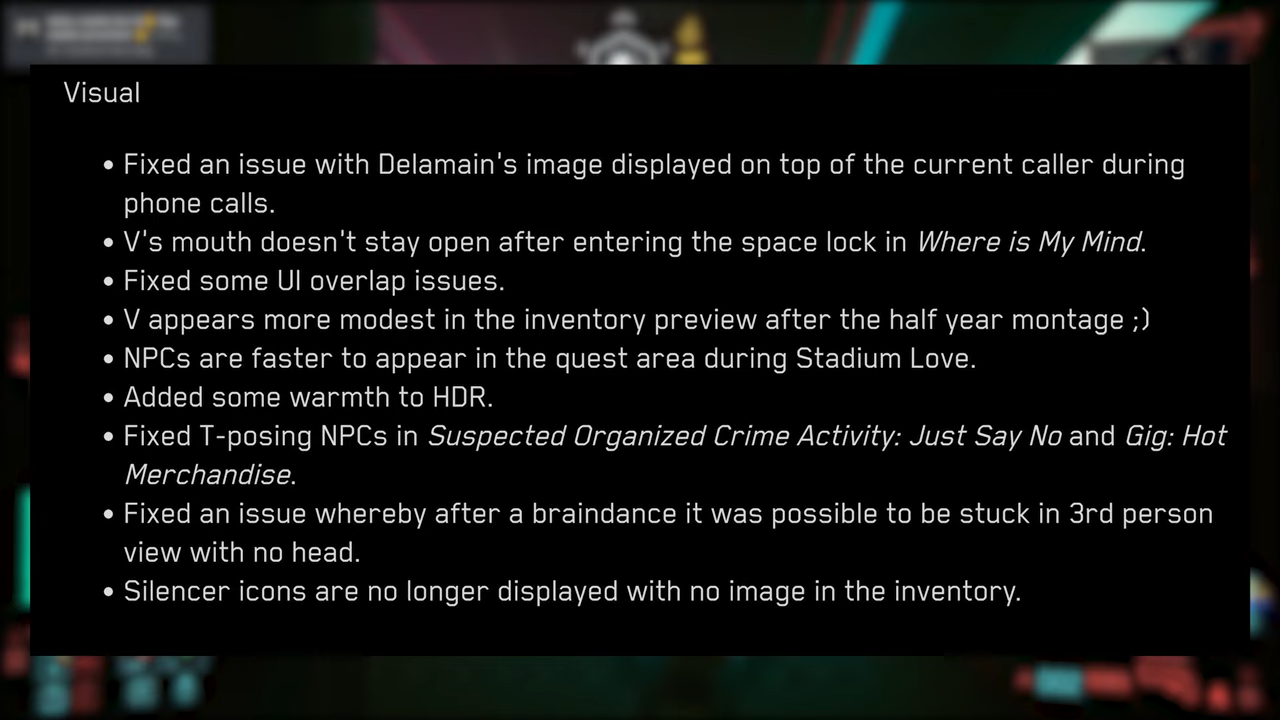 Visual
• Fixed an issue with Delamain's image displayed on top of the current caller during
phone calls.
• V's mouth doesn't stay open after entering the space lock in Where is My Mind.
• Fixed some UI overlap issues.
• V appears more modest in the inventory preview after the half year montage ;)
• NPCs are faster to appear in the quest area during Stadium Love.
• Added some warmth to HDR.
• Fixed T-posing NPCs in Suspected Organized Crime Activity: Just Say No and Gig: Hot
Merchandise.
• Fixed an issue whereby after a braindance it was possible to be stuck in 3rd person
view with no head.
• Silencer icons are no longer displayed with no image in the inventory.